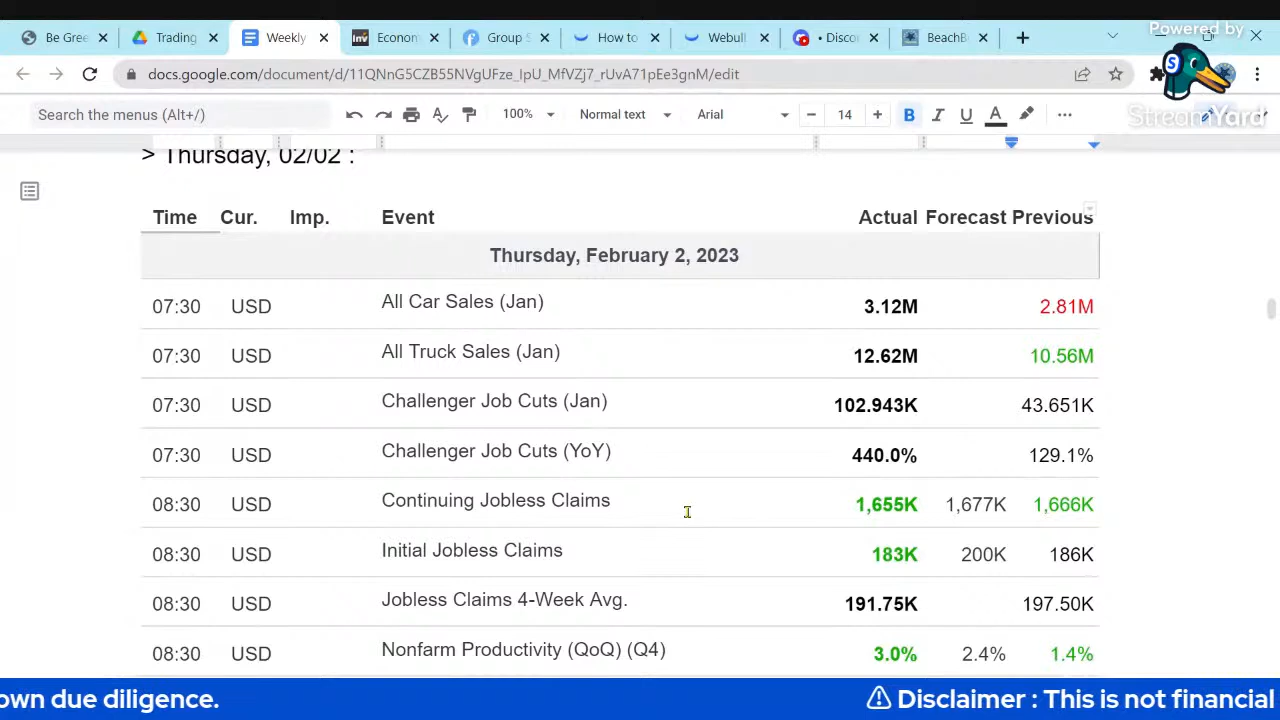 Powered by
Be Gree
Trading
Weekly
Econom
Group S
How to
Webull
• Disco
BeachB
StreamYard
Search the menus (Alt+/)
100%
Normal text
Arial
14
B
I
U
A
> Thursday, 02/02 :
Time Cur. Imp. Event Actual Forecast Previous
Thursday, February 2, 2023
07:30 USD All Car Sales (Jan) 3.12M 2.81M
07:30 USD All Truck Sales (Jan) 12.62M 10.56M
07:30 USD Challenger Job Cuts (Jan) 102.943K 43.651K
07:30 USD Challenger Job Cuts (YoY) 440.0% 129.1%
08:30 USD Continuing Jobless Claims 1,655K 1,677K 1,666K
08:30 USD Initial Jobless Claims 183K 200K 186K
08:30 USD Jobless Claims 4-Week Avg. 191.75K 197.50K
08:30 USD Nonfarm Productivity (QoQ) (Q4) 3.0% 2.4% 1.4%
own due diligence. Disclaimer : This is not financial